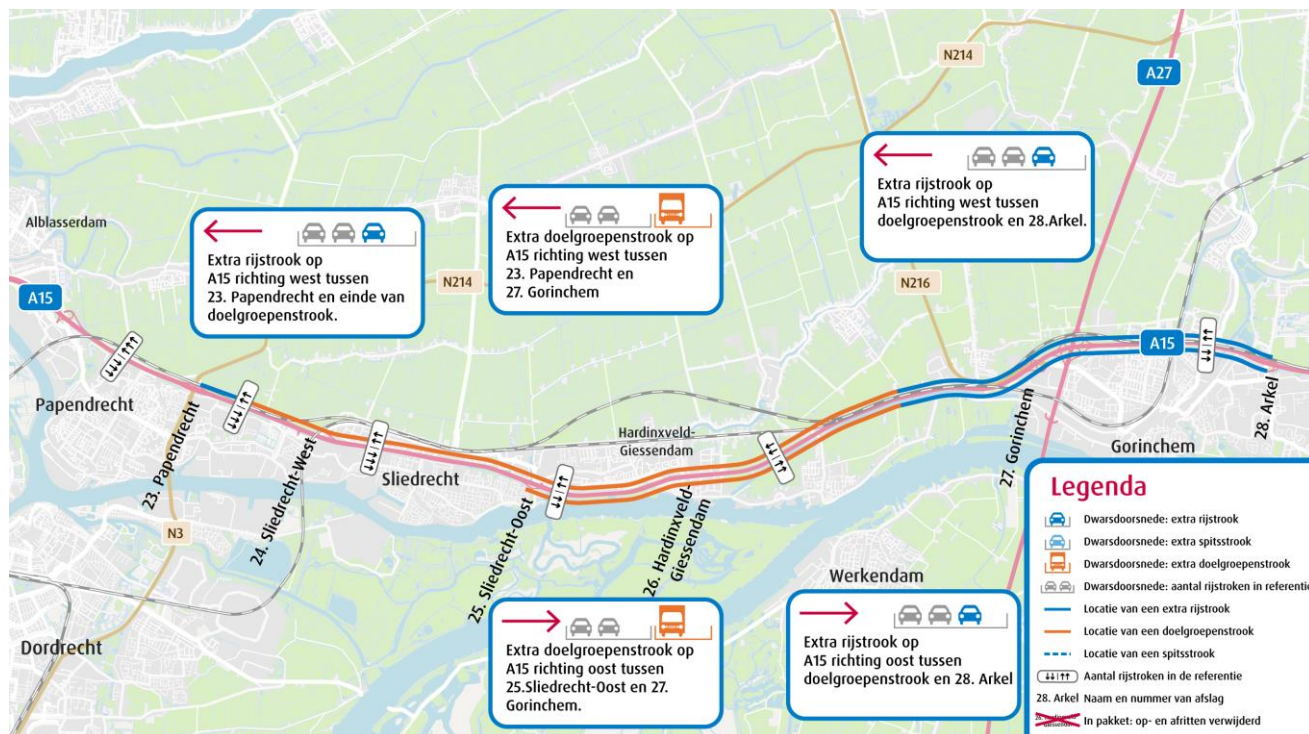 N214
A27
Extra rijstrook op
A15 richting west tussen
doelgroepenstrook en 28.Arkel.
Alblasserdam
Extra rijstrook op
A15 richting west tussen
23. Papendrecht en einde van
doelgroepenstrook.
Extra doelgroepenstrook op
A15 richting west tussen
23. Papendrecht en
27. Gorinchem
A15
N214
N216
A15
Papendrecht
23. Papendrecht
24. Sliedrecht-West
Sliedrecht
Hardinxveld-
Giessendam
25. Sliedrecht-Oost
26. Hardinxveld-
Giessendam
27. Gorinchem
Gorinchem
28. Arkel
N3
Werkendam
Dordrecht
Extra doelgroepenstrook op
A15 richting oost tussen
25.Sliedrecht-Oost en 27.
Gorinchem.
Extra rijstrook op
A15 richting oost tussen
doelgroepenstrook en 28. Arkel
Legenda
Dwarsdoorsnede: extra rijstrook
Dwarsdoorsnede: extra spitsstrook
Dwarsdoorsnede: extra doelgroepenstrook
Dwarsdoorsnede: aantal rijstroken in referentie
Locatie van een extra rijstrook
Locatie van een doelgroepenstrook
Locatie van een spitsstrook
Aantal rijstroken in de referentie
28. Arkel Naam en nummer van afslag
In pakket: op- en afritten verwijderd